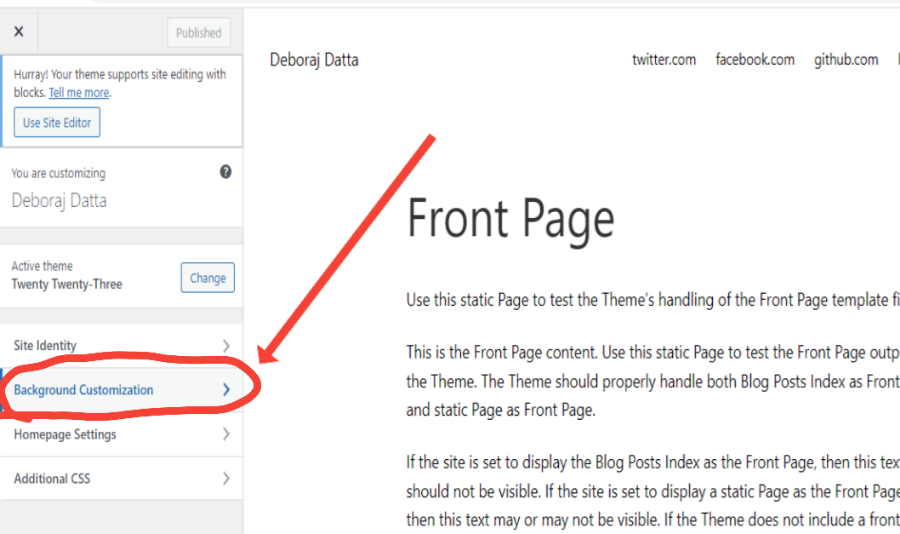 Published
Hurray! Your theme supports site editing with
blocks. Tell me more.
Use Site Editor
You are customizing
Deboraj Datta
Active theme
Twenty Twenty-Three
Change
Site Identity
Background Customization
Homepage Settings
Additional CSS
Deboraj Datta
twitter.com facebook.com github.com
Front Page
Use this static Page to test the Theme's handling of the Front Page template
This is the Front Page content. Use this static Page to test the Front Page
the Theme. The Theme should properly handle both Blog Posts Index as Front
and static Page as Front Page.
If the site is set to display the Blog Posts Index as the Front Page, then this
should not be visible. If the site is set to display a static Page as the Front Page
then this text may or may not be visible. If the Theme does not include a front